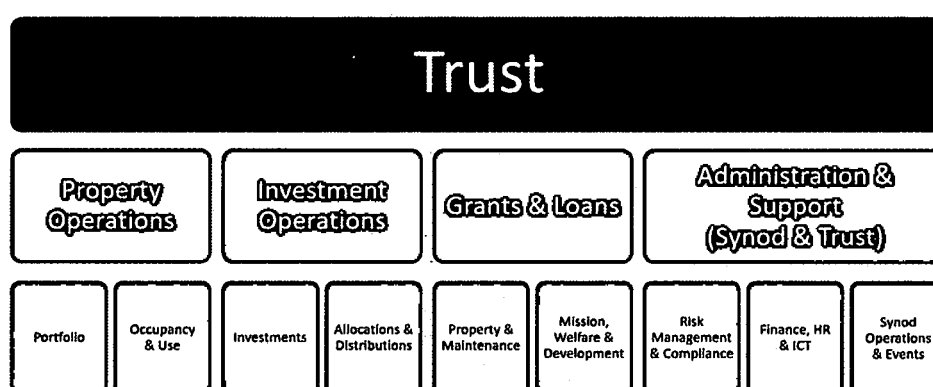 Trust
Property
Operations
Investment
Operations
Grants & Loans
Administration &
Support
(Synod & Trust)
Portfolio
Occupancy
& Use
Investments
Allocations &
Distributions
Property &
Maintenance
Mission,
Welfare &
Development
Risk
Management
& Compliance
Finance, HR
& ICT
Synod
Operations
& Events